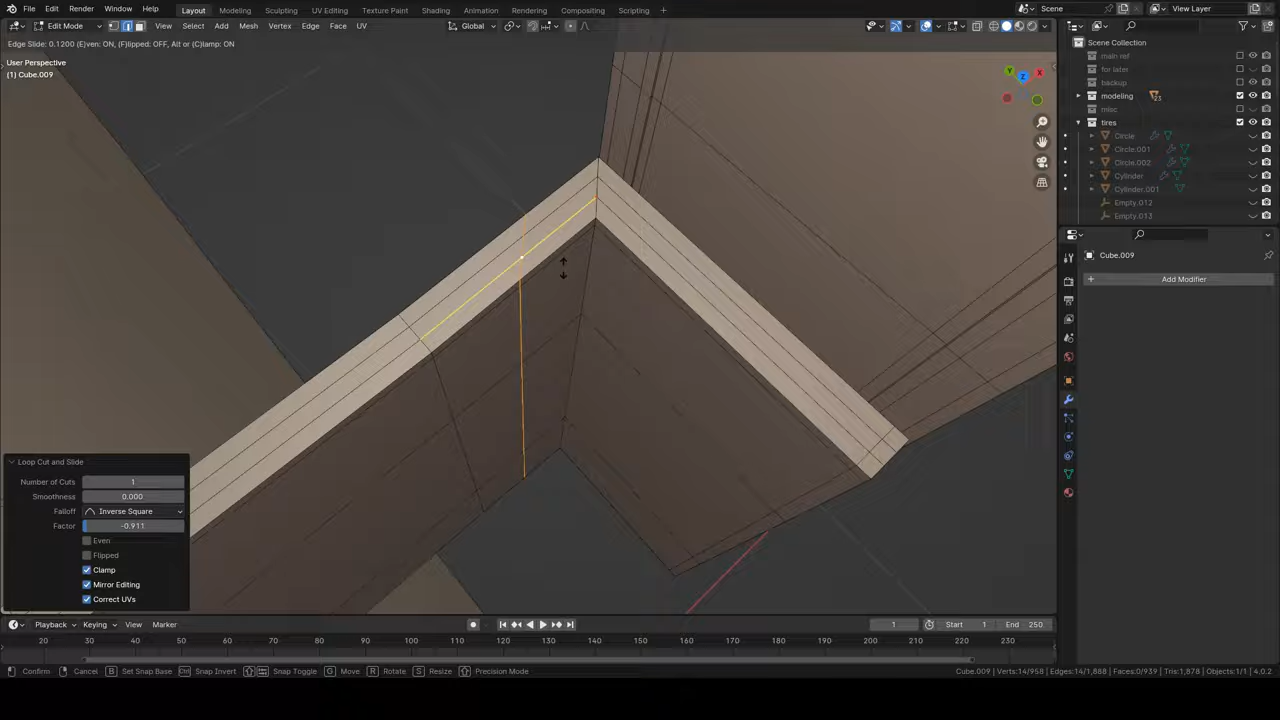 File Edit Render Window Help Layout Modeling Sculpting UV Editing Texture Paint Shading Animation Rendering Compositing Geometry Nodes Scripting Scene View Layer
Edit Mode View Select Add Mesh Vertex Edge Face UV Global
Edge Slide: 0.1200 (E)ven: ON, (F)lipped: OFF, Alt or (C)lamp: ON
User Perspective
(1) Cube.009
Y
Z
X
Scene Collection
main ref
for later
backup
modeling
23
misc
tires
Circle
Circle.001
Circle.002
Cylinder
Cylinder.001
Empty.012
Empty.013
Cube.009
Add Modifier
Loop Cut and Slide
Number of Cuts 1
Smoothness 0.000
Falloff Inverse Square
Factor -0.911
Even
Flipped
Clamp
Mirror Editing
Correct UVs
Playback Keying View Marker 1 Start 1 End 250
20 30 40 50 60 70 80 90 100 110 120 130 140 150 160 170 180 190 200 210 220 230
Confirm Cancel B Set Snap Base Ctrl Snap Invert Snap Toggle G Move R Rotate S Resize Precision Mode Cube.009 | Verts:14/958 | Edges:14/1,888 | Faces:0/939 | Tris:1,878 | Objects:1/1 | 4.0.2